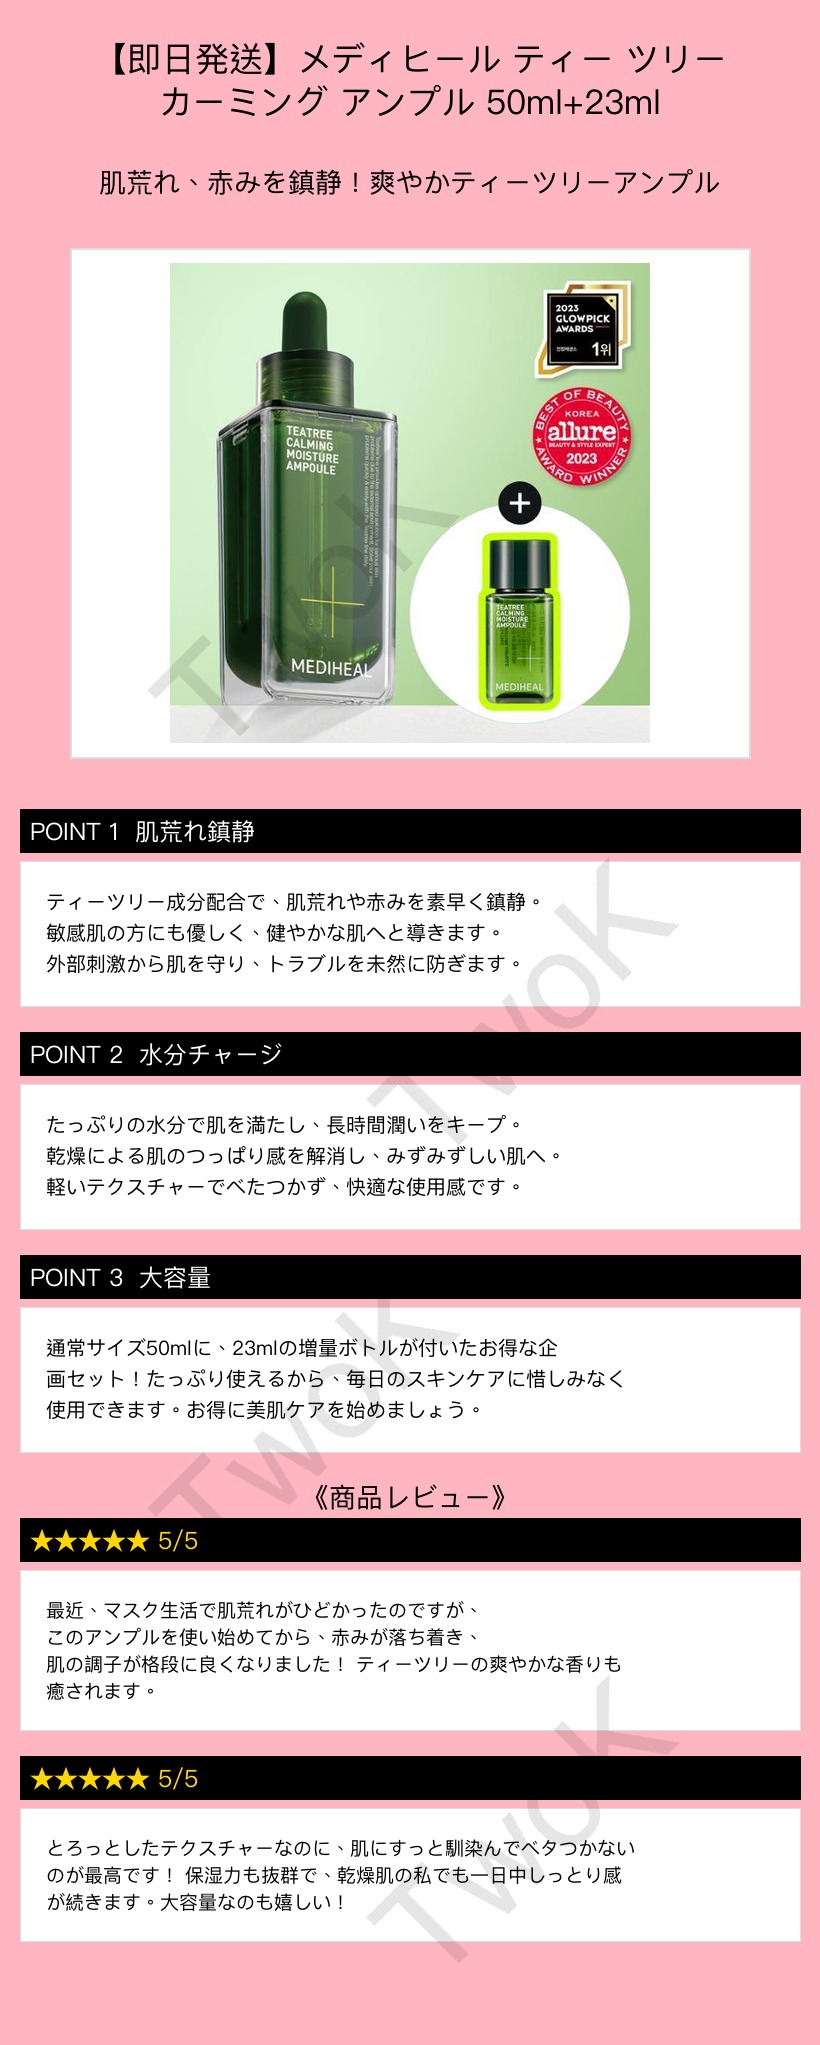 【即日発送】メディヒール ティー ツリー
カーミング アンプル 50ml+23ml
肌荒れ、赤みを鎮静！爽やかティーツリーアンプル
2023
GLOWPICK
AWARDS
1위
BEST OF BEAUTY
KOREA
allure
BEAUTY & STYLE EXPERT
2023
AWARD WINNER
TEATREE
CALMING
MOISTURE
AMPOULE
MEDIHEAL
+
TEATREE
CALMING
MOISTURE
AMPOULE
MEDIHEAL
TwoK
POINT 1 肌荒れ鎮静
ティーツリー成分配合で、肌荒れや赤みを素早く鎮静。
敏感肌の方にも優しく、健やかな肌へと導きます。
外部刺激から肌を守り、トラブルを未然に防ぎます。
TwoK
POINT 2 水分チャージ
たっぷりの水分で肌を満たし、長時間潤いをキープ。
乾燥による肌のつっぱり感を解消し、みずみずしい肌へ。
軽いテクスチャーでべたつかず、快適な使用感です。
POINT 3 大容量
通常サイズ50mlに、23mlの増量ボトルが付いたお得な企
画セット！たっぷり使えるから、毎日のスキンケアに惜しみなく
使用できます。お得に美肌ケアを始めましょう。
TwoK
《商品レビュー》
★★★★★ 5/5
最近、マスク生活で肌荒れがひどかったのですが、
このアンプルを使い始めてから、赤みが落ち着き、
肌の調子が格段に良くなりました！ ティーツリーの爽やかな香りも
癒されます。
★★★★★ 5/5
とろっとしたテクスチャーなのに、肌にすっと馴染んでベタつかない
のが最高です！ 保湿力も抜群で、乾燥肌の私でも一日中しっとり感
が続きます。大容量なのも嬉しい！
TwoK